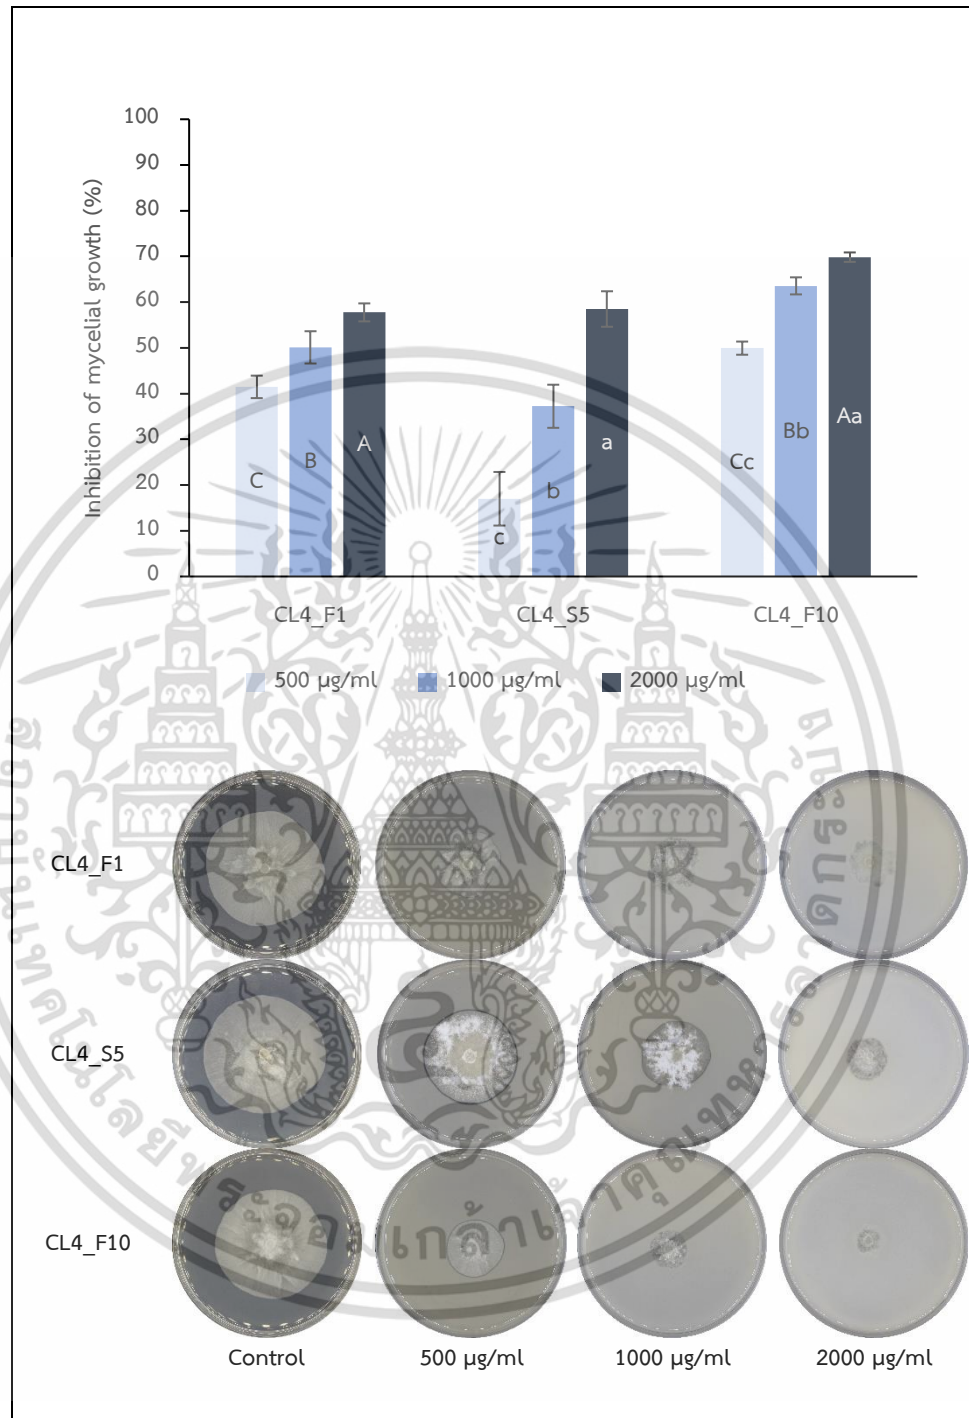 Inhibition of mycelial growth (%)
100
90
80
70
60
50
40
30
20
10
0
C
B
A
c
b
a
Cc
Bb
Aa
CL4_F1
CL4_S5
CL4_F10
500 µg/ml
1000 µg/ml
2000 µg/ml
CL4_F1
CL4_S5
CL4_F10
Control
500 µg/ml
1000 µg/ml
2000 µg/ml